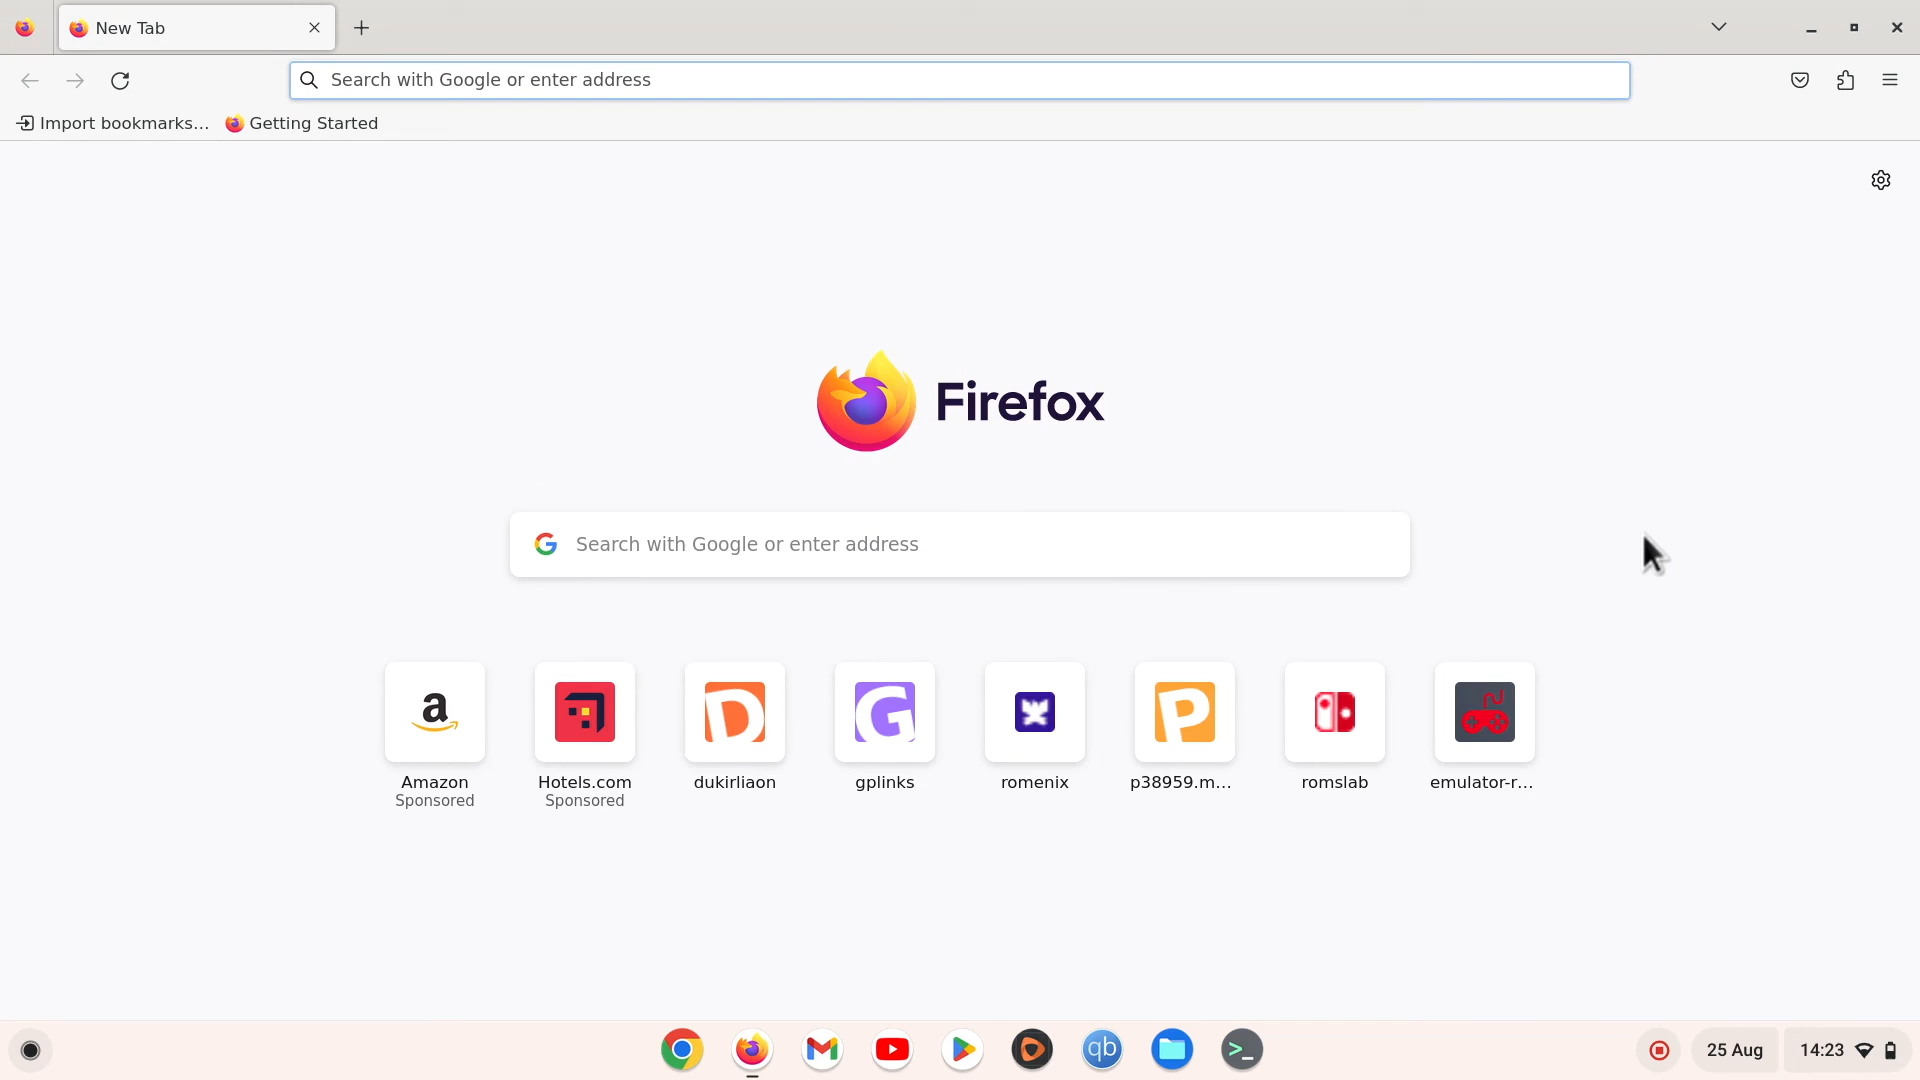 New Tab
Search with Google or enter address
Import bookmarks...
Getting Started
Firefox
Search with Google or enter address
a
D
G
P
Amazon
Sponsored
Hotels.com
Sponsored
dukirliaon
gplinks
romenix
p38959.m...
romslab
emulator-r...
qb
>_
25 Aug
14:23